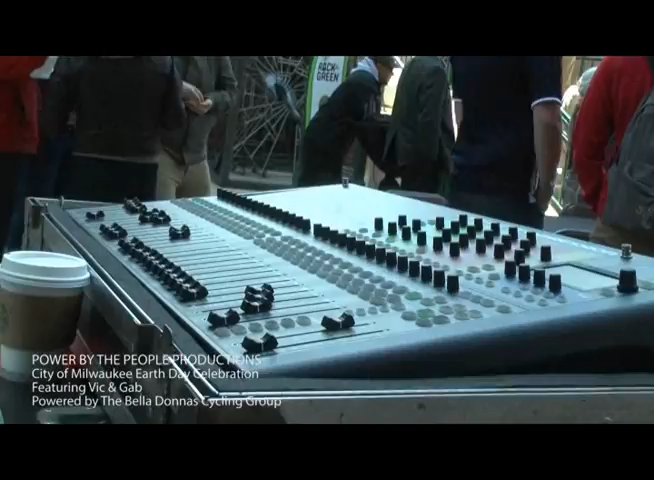 ROCK
GREEN
POWER BY THE PEOPLE PRODUCTIONS
City of Milwaukee Earth Day Celebration
Featuring Vic & Gab
Powered by The Bella Donnas Cycling Group